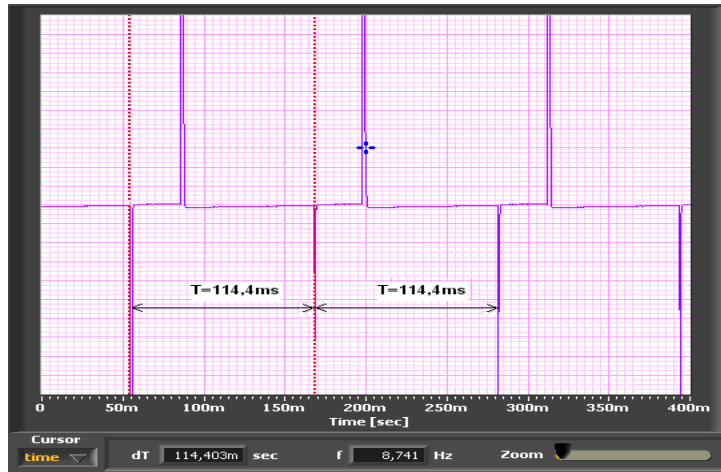 T=114,4ms T=114,4ms
0 50m 100m 150m 200m 250m 300m 350m 400m
Time [sec]
Cursor
time dT 114,403m sec f 8,741 Hz Zoom